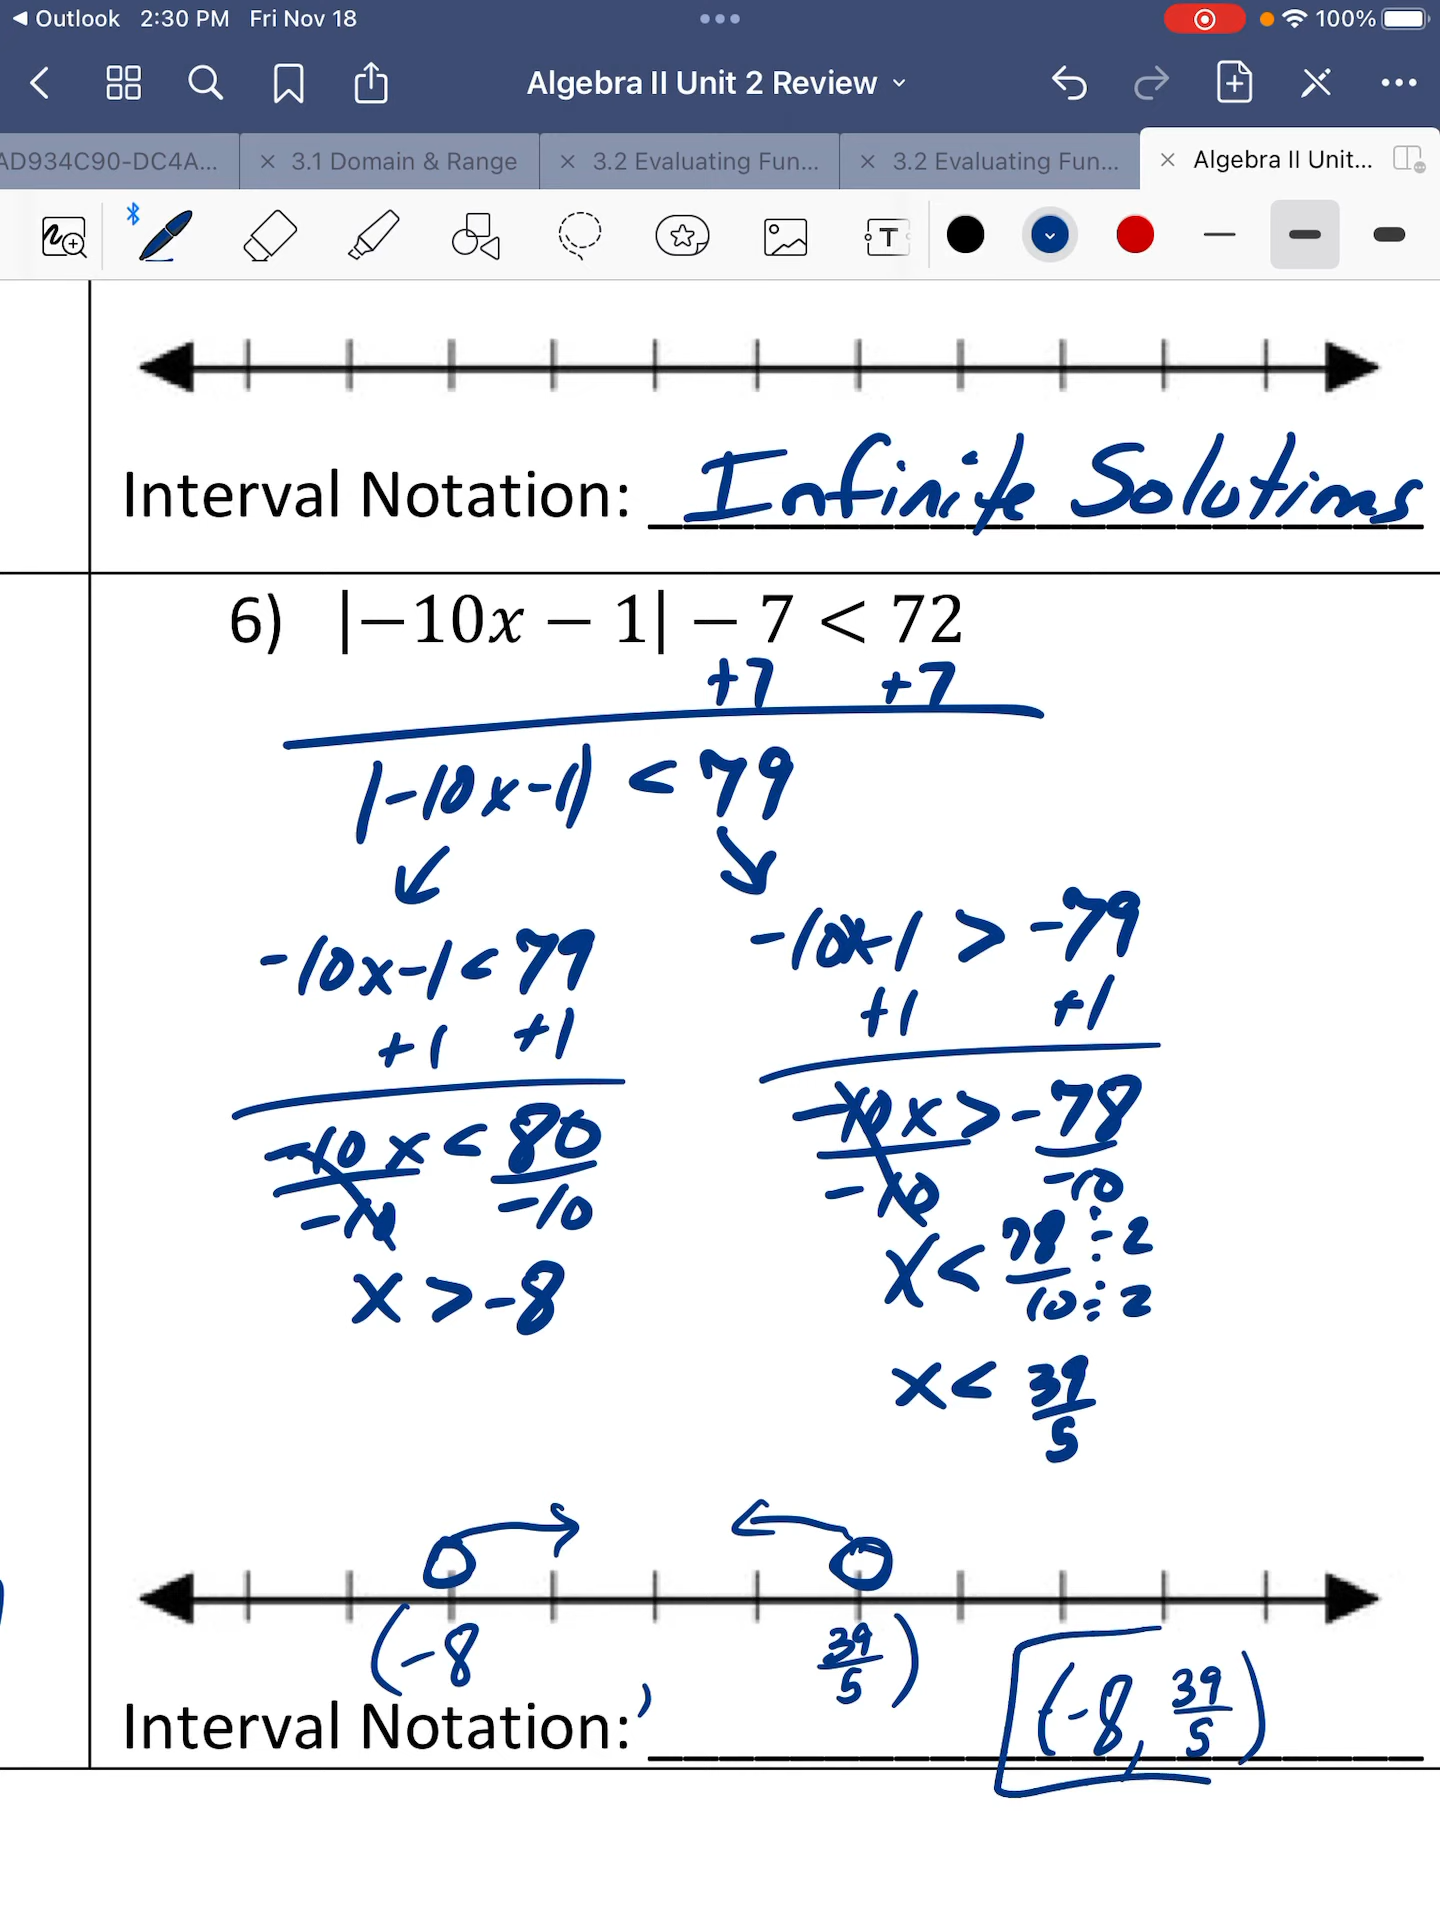 Outlook 2:30 PM Fri Nov 18 100%
Algebra II Unit 2 Review
AD934C90-DC4A... 3.1 Domain & Range 3.2 Evaluating Fun... 3.2 Evaluating Fun... Algebra II Unit...
T
Interval Notation: Infinite Solutions
6) |−10x − 1| − 7 < 72
+7 +7
|-10x-1| < 79
-10x-1 < 79
-10x-1 > -79
+1 +1
+1 +1
-10x < 80
-10 -10
-10x > -78
-10 -10
x > -8
x < 78/10 ÷2 ÷2
x < 39/5
(-8 , 39/5)
Interval Notation: (-8, 39/5)